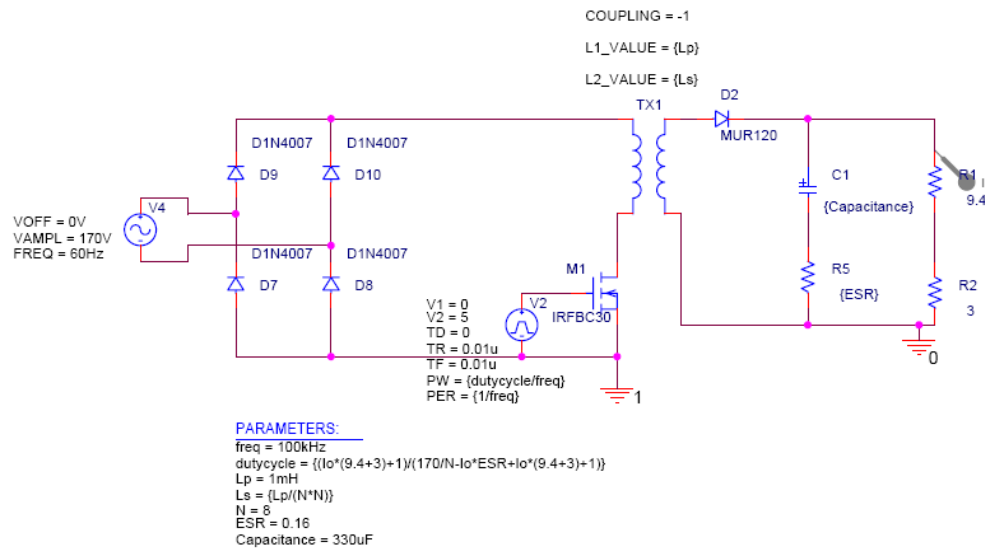 COUPLING = -1
L1_VALUE = {Lp}
L2_VALUE = {Ls}
TX1
D2
MUR120
D1N4007
D9
D1N4007
D10
C1
{Capacitance}
R1
9.4
V4
VOFF = 0V
VAMPL = 170V
FREQ = 60Hz
D1N4007
D7
D1N4007
D8
M1
IRFBC30
R5
{ESR}
R2
3
V2
V1 = 0
V2 = 5
TD = 0
TR = 0.01u
TF = 0.01u
PW = {dutycycle/freq}
PER = {1/freq}
0
1
PARAMETERS:
freq = 100kHz
dutycycle = {(Io*(9.4+3)+1)/(170/N-Io*ESR+Io*(9.4+3)+1)}
Lp = 1mH
Ls = {Lp/(N*N)}
N = 8
ESR = 0.16
Capacitance = 330uF